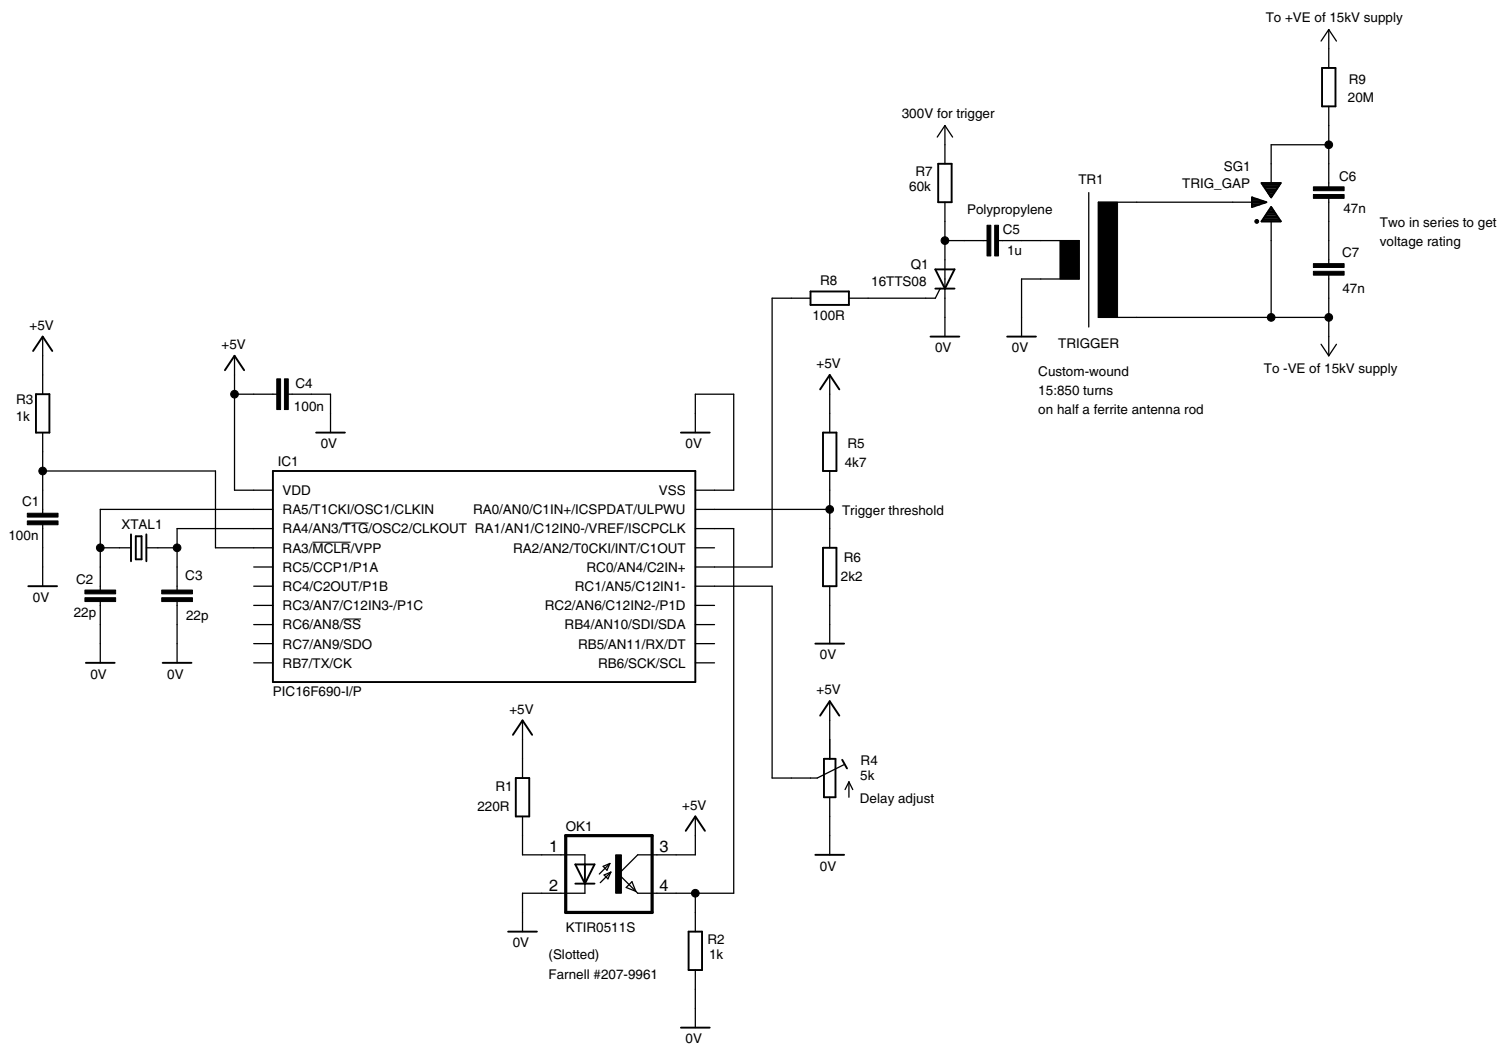 To +VE of 15kV supply
R9
20M
300V for trigger
R7
60k
Polypropylene
C5
1u
TR1
SG1
TRIG_GAP
C6
47n
Two in series to get
voltage rating
C7
47n
Q1
16TTS08
R8
100R
0V
0V
TRIGGER
To -VE of 15kV supply
Custom-wound
15:850 turns
on half a ferrite antenna rod
+5V
R3
1k
C1
100n
0V
+5V
C4
100n
0V
0V
+5V
R5
4k7
Trigger threshold
R6
2k2
0V
XTAL1
C2
22p
C3
22p
0V
0V
IC1
VDD
RA5/T1CKI/OSC1/CLKIN
RA4/AN3/T1G/OSC2/CLKOUT
RA3/MCLR/VPP
RC5/CCP1/P1A
RC4/C2OUT/P1B
RC3/AN7/C12IN3-/P1C
RC6/AN8/SS
RC7/AN9/SDO
RB7/TX/CK
VSS
RA0/AN0/C1IN+/ICSPDAT/ULPWU
RA1/AN1/C12IN0-/VREF/ISCPCLK
RA2/AN2/T0CKI/INT/C1OUT
RC0/AN4/C2IN+
RC1/AN5/C12IN1-
RC2/AN6/C12IN2-/P1D
RB4/AN10/SDI/SDA
RB5/AN11/RX/DT
RB6/SCK/SCL
PIC16F690-I/P
+5V
R4
5k
Delay adjust
0V
+5V
R1
220R
0V
OK1
1
2
3
4
+5V
KTIR0511S
(Slotted)
Farnell #207-9961
R2
1k
0V